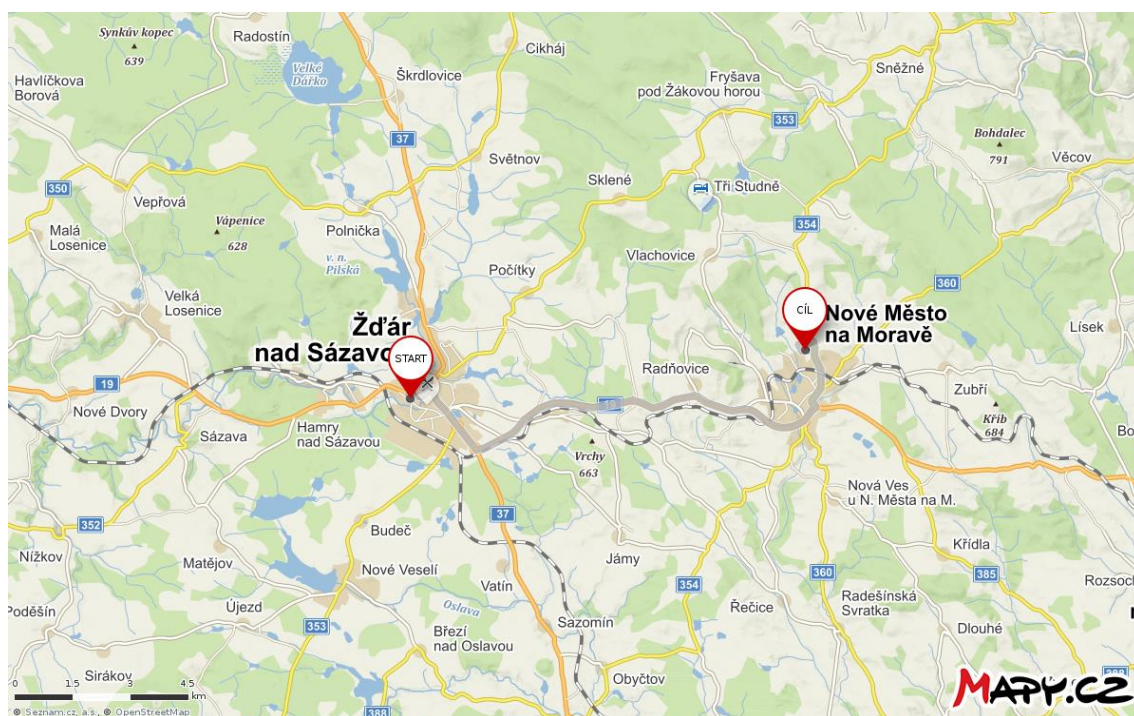 Synkův kopec
639
Radostín
Velké
Dářko
Havlíčkova
Borová
Škrdlovice
Cikháj
Fryšava
pod Žákovou horou
Sněžné
353
37
Bohdalec
791
Věcov
350
Vepřová
Světnov
Sklené
Tři Studně
Malá
Losenice
Vápenice
628
Polnička
v. n.
Pilská
354
Vlachovice
Počítky
360
Velká
Losenice
Žďár
nad Sázavo
START
CÍL
Nové Město
na Moravě
Lísek
Radňovice
19
Nové Dvory
19
Zubří
Křib
684
Bo
Sázava
Hamry
nad Sázavou
Vrchy
663
Nová Ves
u N. Města na M.
352
37
Budeč
Nížkov
Matějov
Nové Veselí
Vatín
Jámy
354
360
Křídla
385
Rozsoch
Poděšín
Újezd
353
Oslava
Sazomín
Řečice
Radešínská
Svratka
Březí
nad Oslavou
Dlouhé
Sirákov
Obyčtov
388
388
1.5
3
4.5
km
© Seznam.cz, a.s., © OpenStreetMap
MAPY.CZ